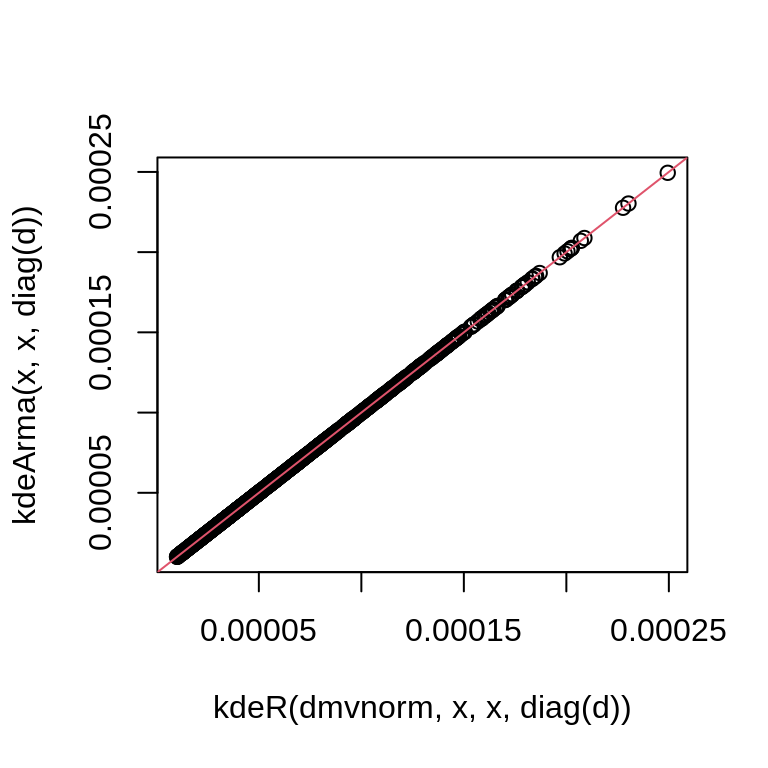 kdeArma(x, x, diag(d))
0.00025
0.00015
0.00005
0.00005 0.00015 0.00025
kdeR(dmvnorm, x, x, diag(d))